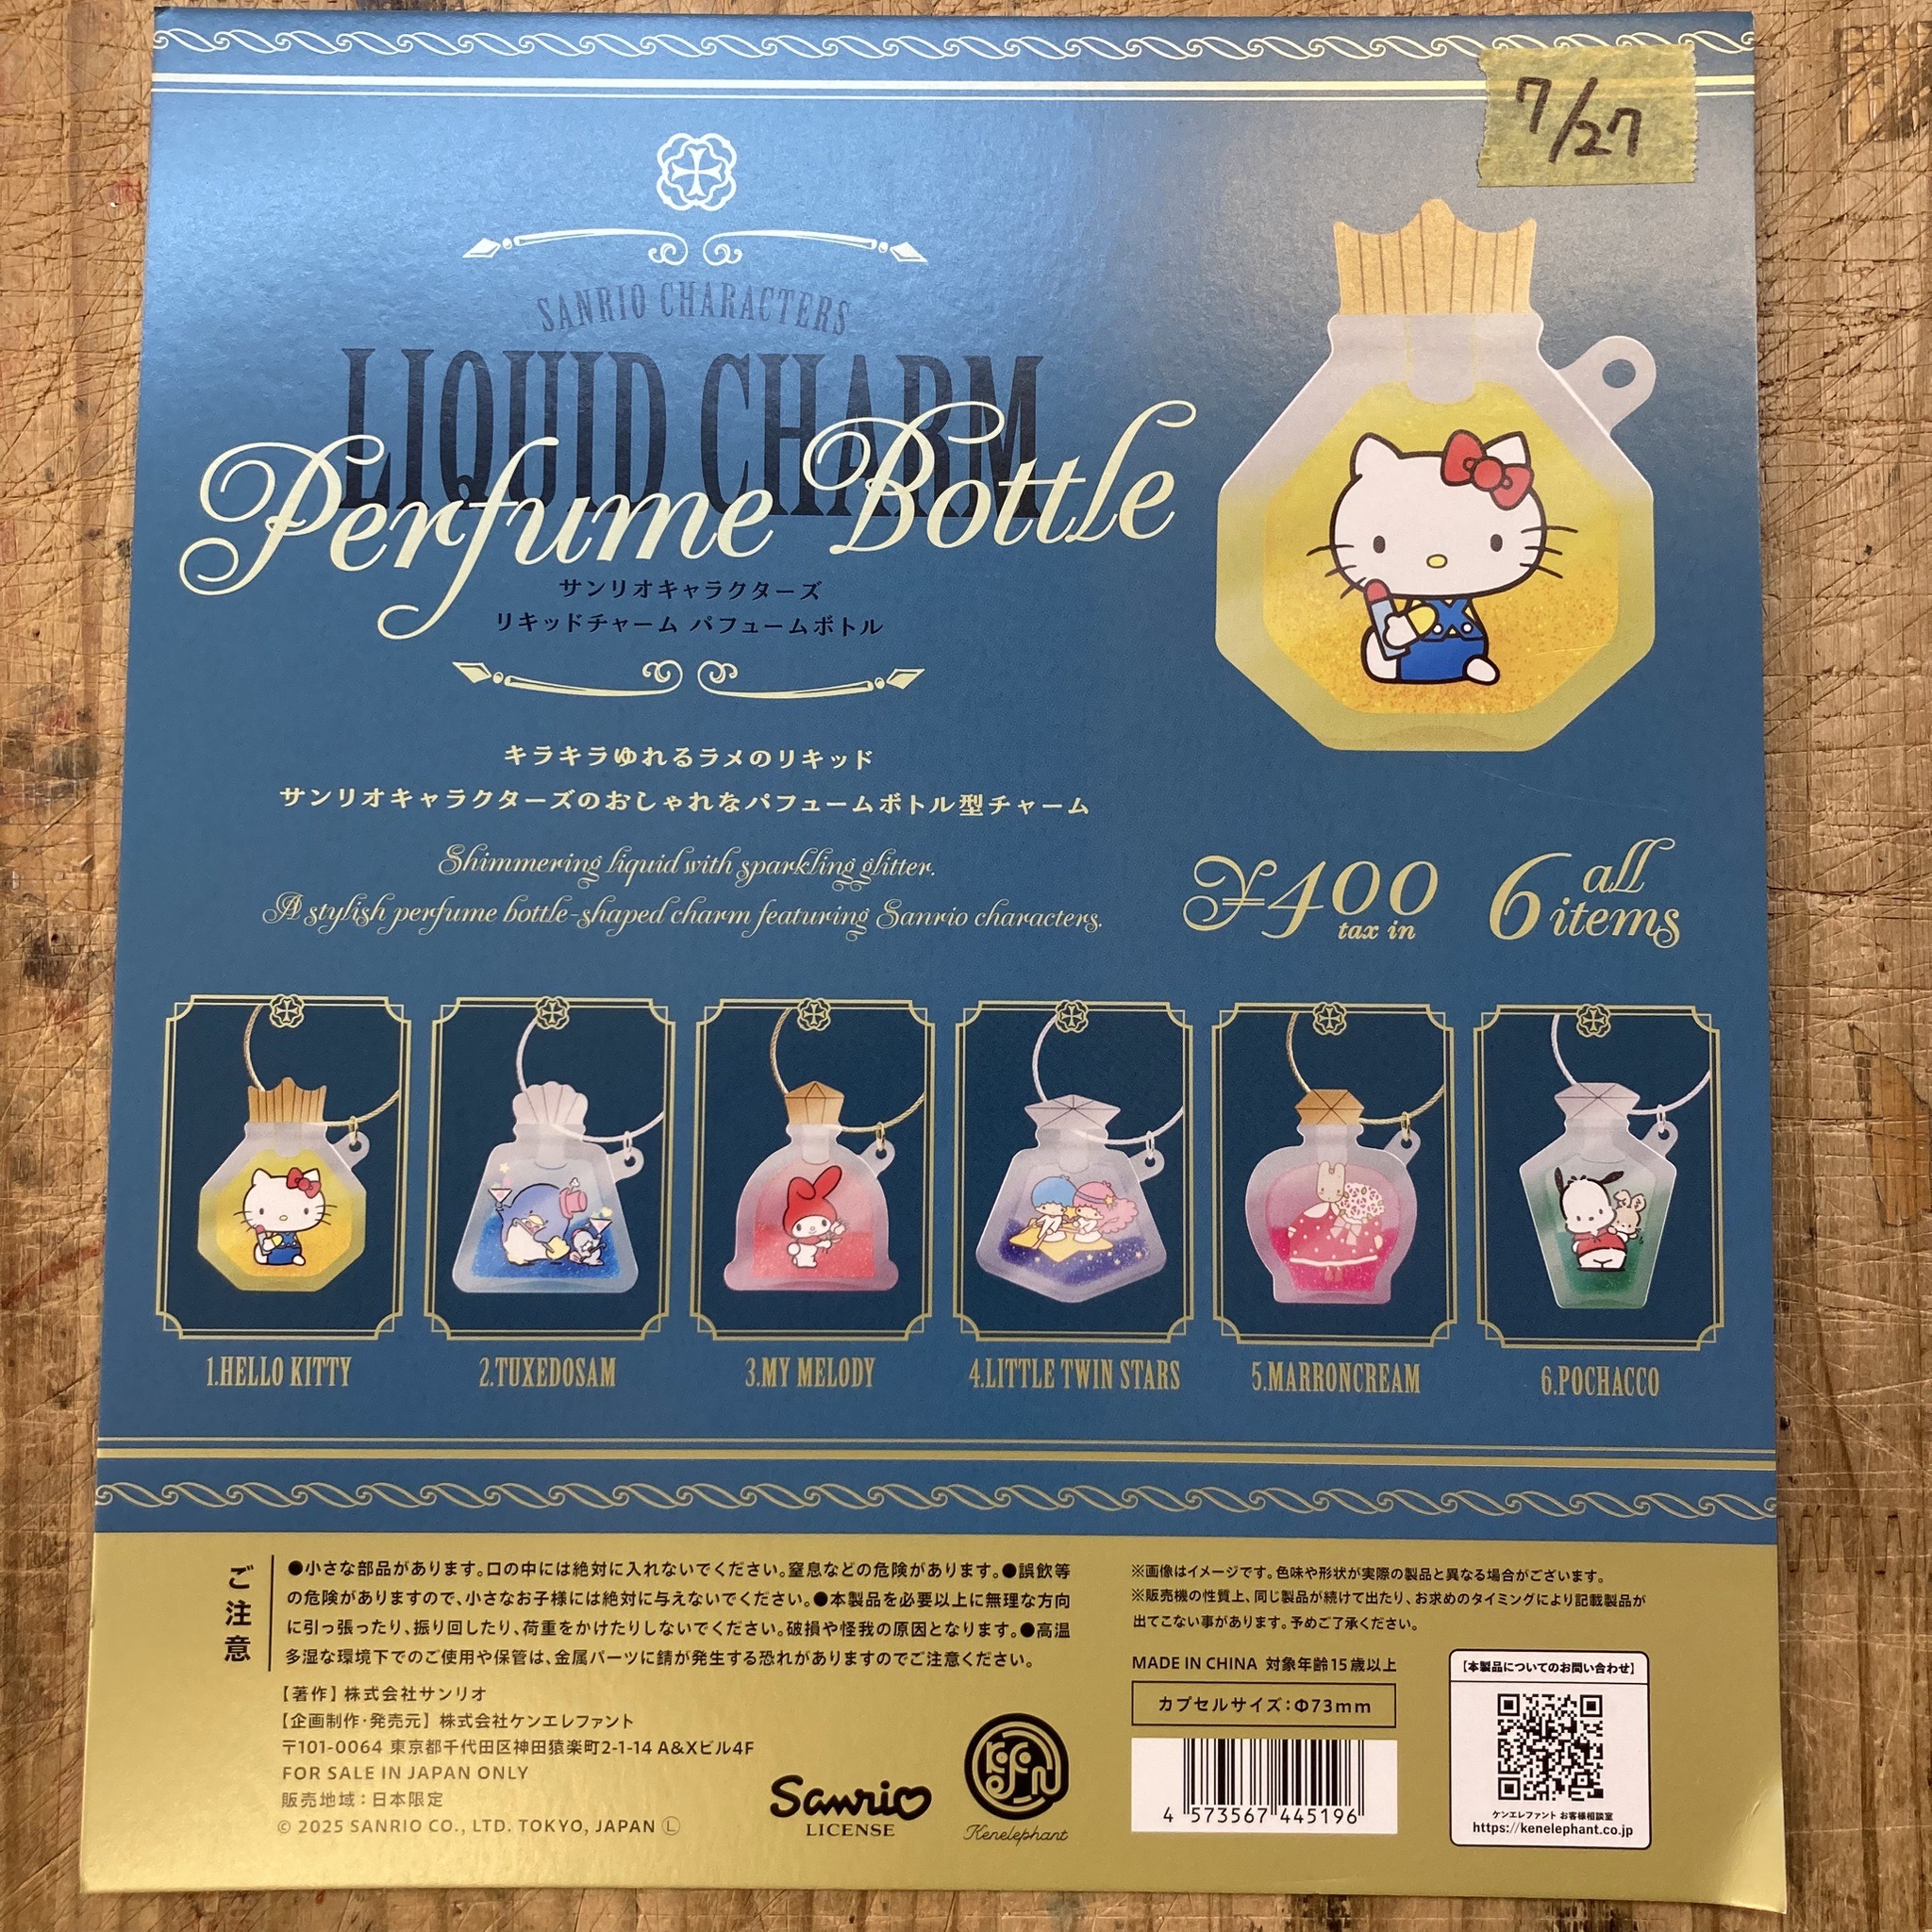 7/27
SANRIO CHARACTERS
LIQUID CHARM
Perfume Bottle
サンリオキャラクターズ
リキッドチャーム パフュームボトル
キラキラゆれるラメのリキッド
サンリオキャラクターズのおしゃれなパフュームボトル型チャーム
Shimmering liquid with sparkling glitter.
A stylish perfume bottle-shaped charm featuring Sanrio characters.
¥400
tax in
6 all
items
1.HELLO KITTY
2.TUXEDOSAM
3.MY MELODY
4.LITTLE TWIN STARS
5.MARRONCREAM
6.POCHACCO
ご注意
●小さな部品があります。口の中には絶対に入れないでください。窒息などの危険があります。●誤飲等
の危険がありますので、小さなお子様には絶対に与えないでください。●本製品を必要以上に無理な方向
に引っ張ったり、振り回したり、荷重をかけたりしないでください。破損や怪我の原因となります。●高温
多湿な環境下でのご使用や保管は、金属パーツに錆が発生する恐れがありますのでご注意ください。
【著作】株式会社サンリオ
【企画制作・発売元】株式会社ケンエレファント
〒101-0064 東京都千代田区神田猿楽町2-1-14 A&Xビル4F
FOR SALE IN JAPAN ONLY
販売地域：日本限定
© 2025 SANRIO CO., LTD. TOKYO, JAPAN Ⓛ
Sanrio
LICENSE
Kenelephant
※画像はイメージです。色味や形状が実際の製品と異なる場合がございます。
※販売機の性質上、同じ製品が続けて出たり、お求めのタイミングにより記載製品が
出てこない事があります。予めご了承ください。
MADE IN CHINA 対象年齢15歳以上
カプセルサイズ：Φ73mm
4 573567 445196
【本製品についてのお問い合わせ】
ケンエレファント お客様相談室
https://kenelephant.co.jp